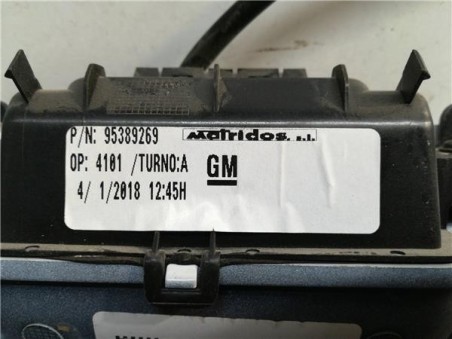 P/N: 95389269 matridos, s.l.
OP: 4101 /TURNO:A GM
4/ 1/2018 12:45H